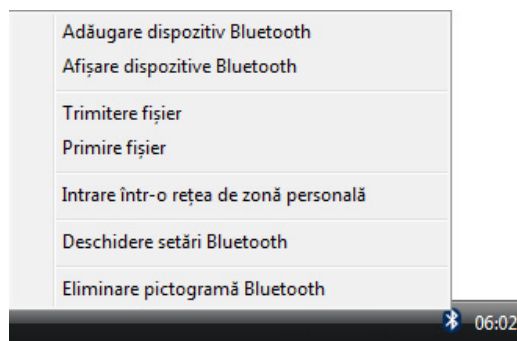 Adăugare dispozitiv Bluetooth
Afișare dispozitive Bluetooth
Trimitere fișier
Primire fișier
Intrare într-o rețea de zonă personală
Deschidere setări Bluetooth
Eliminare pictogramă Bluetooth
06:02